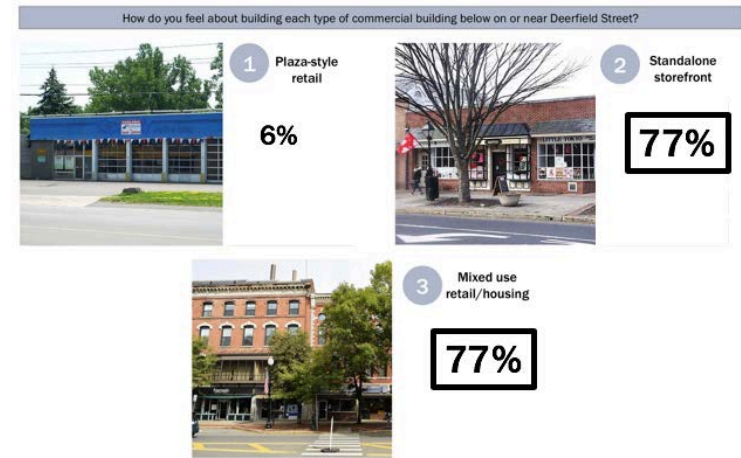 How do you feel about building each type of commercial building below on or near Deerfield Street?
1
Plaza-style
retail
6%
2
Standalone
storefront
77%
3
Mixed use
retail/housing
77%